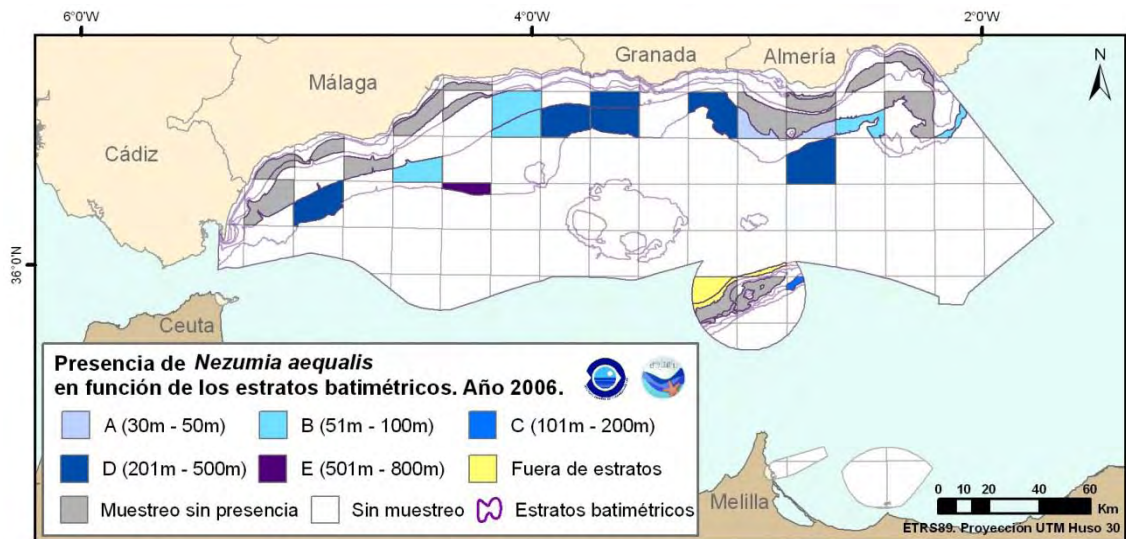 6°0'W 4°0'W 2°0'W
Granada Almería
N
Málaga
Cádiz
36°0'N
Ceuta
Presencia de Nezumia aequalis
en función de los estratos batimétricos. Año 2006.
A (30m - 50m) B (51m - 100m) C (101m - 200m)
D (201m - 500m) E (501m - 800m) Fuera de estratos
Muestreo sin presencia Sin muestreo Estratos batimétricos
Melilla
0 10 20 40 60
Km
ETRS89. Proyección UTM Huso 30